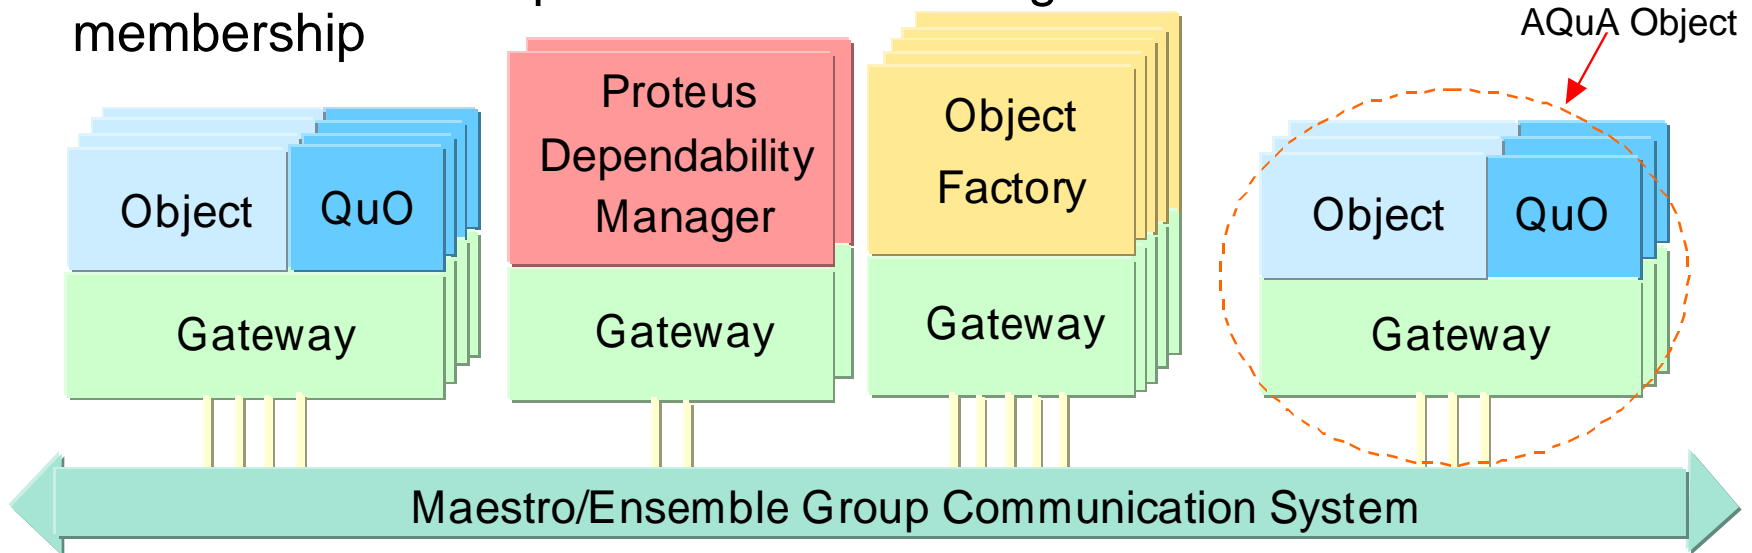 membership
AQuA Object
Proteus
Dependability
Manager
Object
Factory
Object
QuO
Object
QuO
Gateway
Gateway
Gateway
Gateway
Maestro/Ensemble Group Communication System